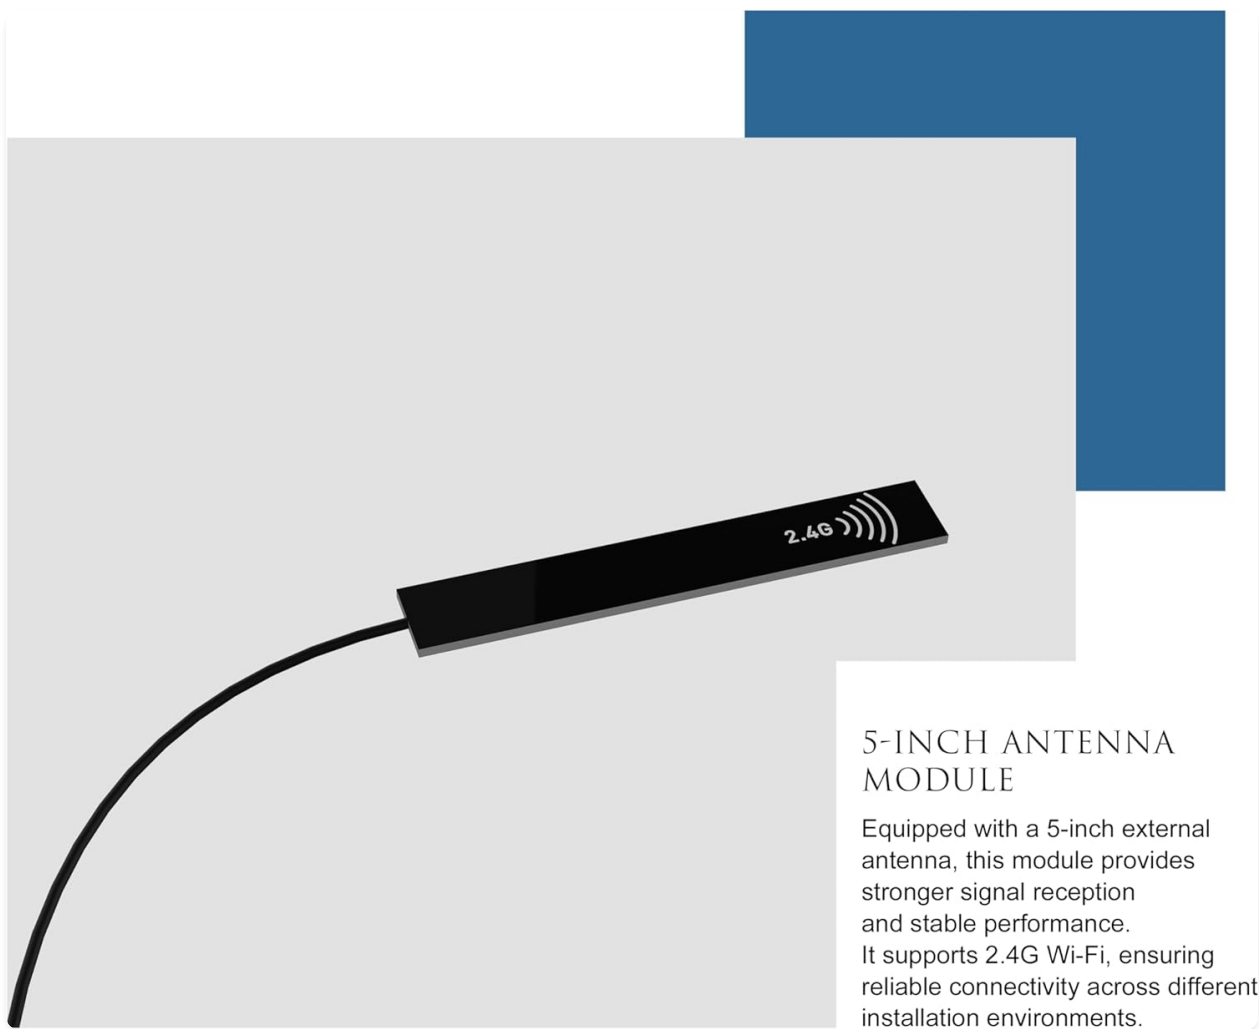 2.4G
5-INCH ANTENNA
MODULE
Equipped with a 5-inch external
antenna, this module provides
stronger signal reception
and stable performance.
It supports 2.4G Wi-Fi, ensuring
reliable connectivity across different
installation environments.